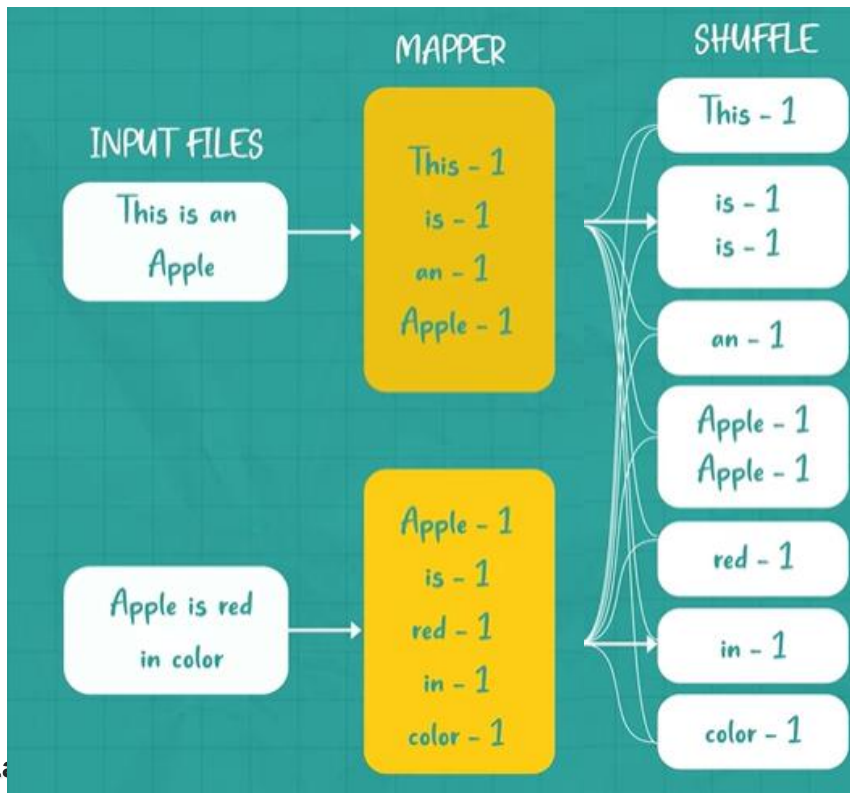 INPUT FILES
This is an
Apple
Apple is red
in color
MAPPER
This - 1
is - 1
an - 1
Apple - 1
Apple - 1
is - 1
red - 1
in - 1
color - 1
SHUFFLE
This - 1
is - 1
is - 1
an - 1
Apple - 1
Apple - 1
red - 1
in - 1
color - 1